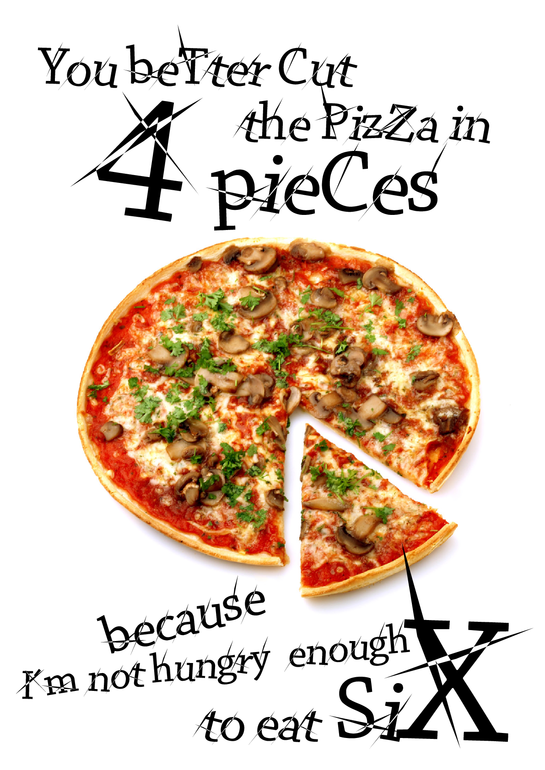 You beTter Cut
the PizZa in
4 pieCes
because
I'm not hungry enough
to eat SiX